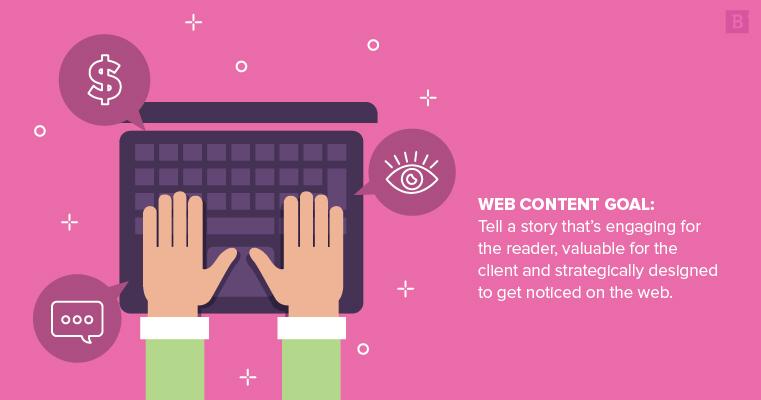 B
$
WEB CONTENT GOAL:
Tell a story that's engaging for
the reader, valuable for the
client and strategically designed
to get noticed on the web.